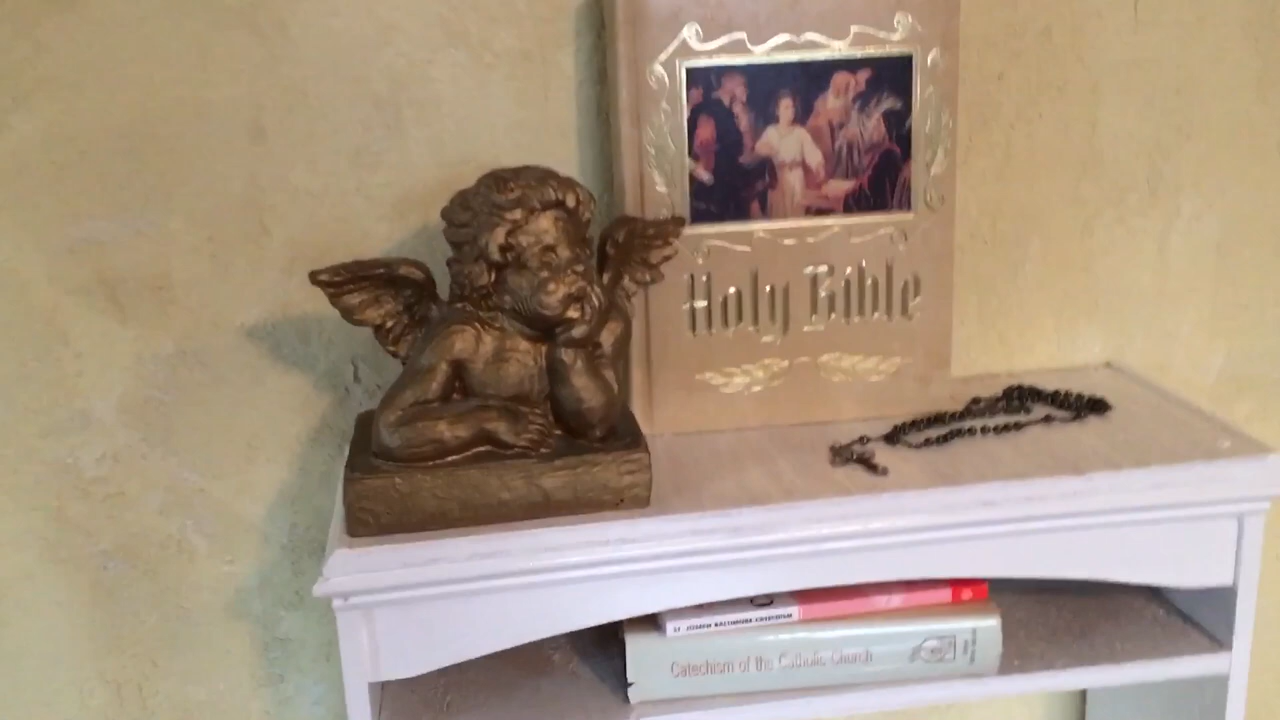 Holy Bible
ST. JOSEPH BALTIMORE CATECHISM
Catechism of the Catholic Church